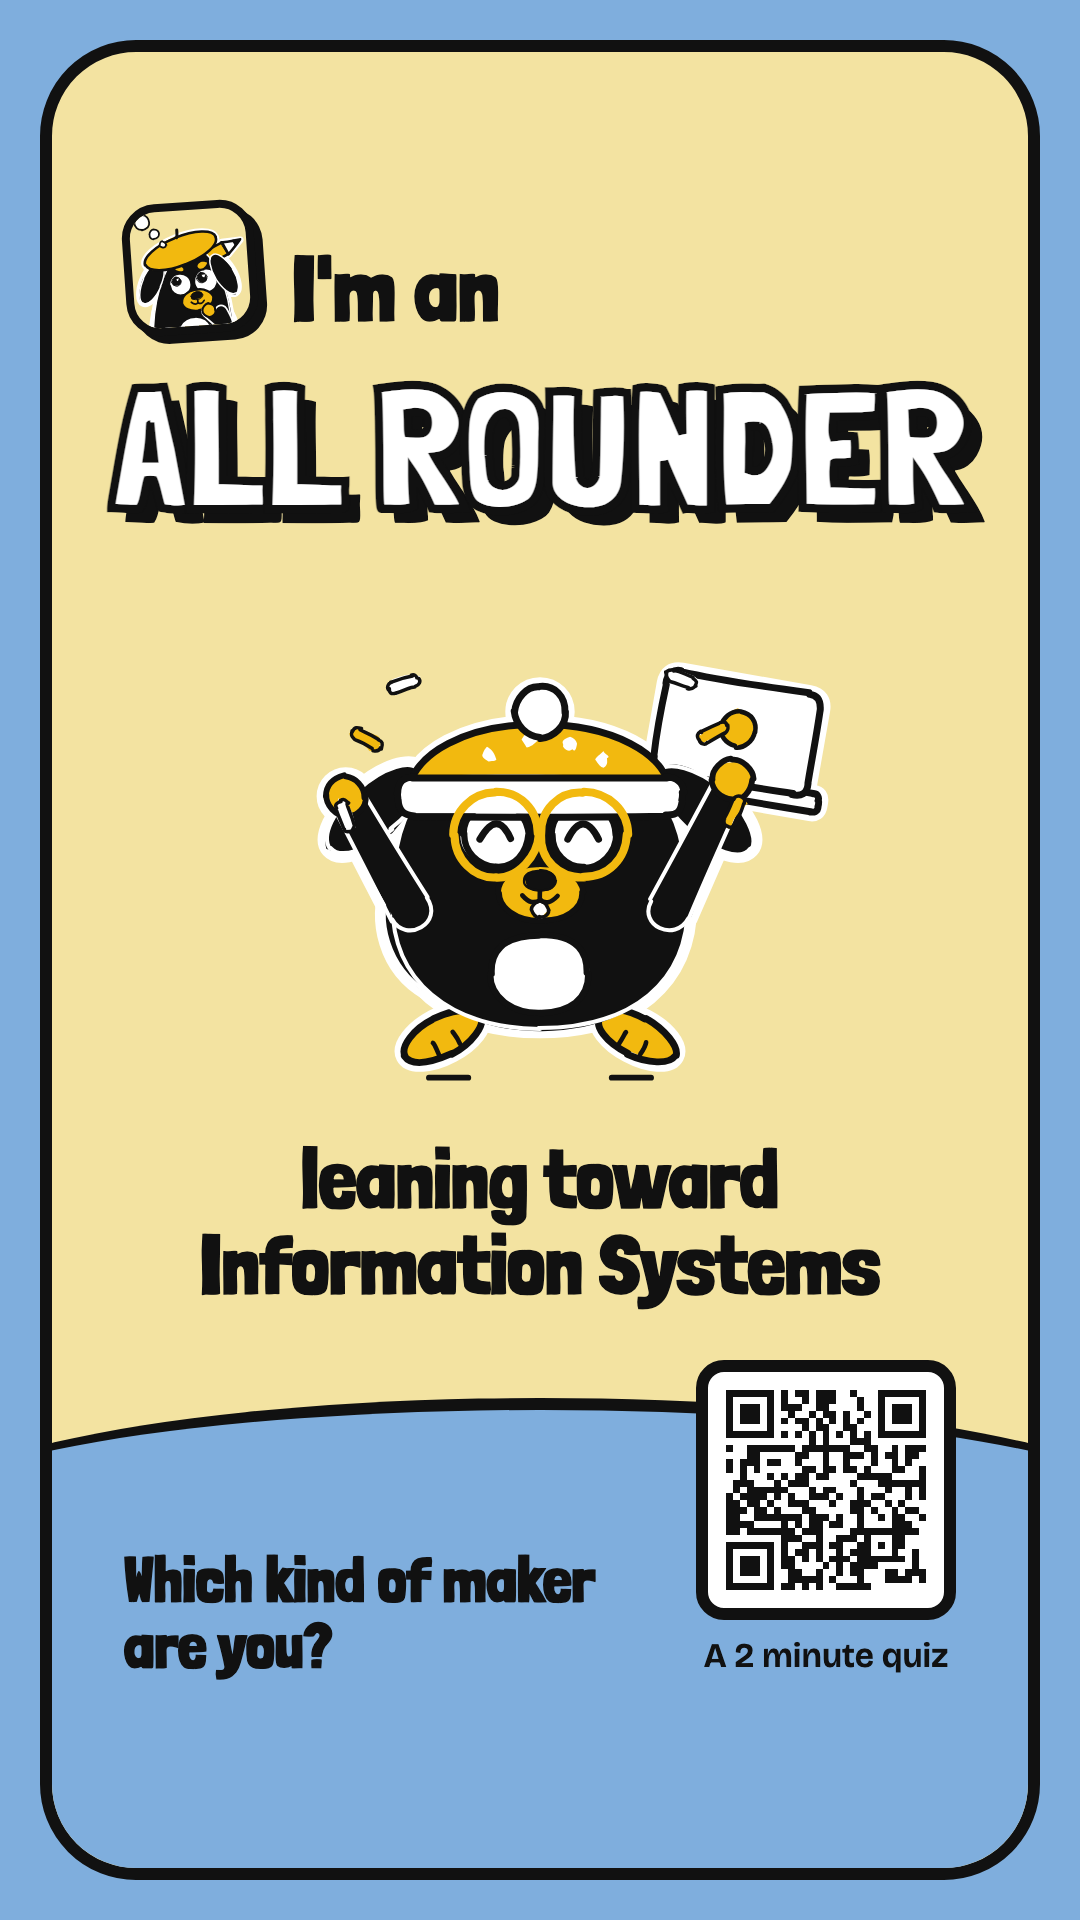 I'm an
ALL ROUNDER
leaning toward
Information Systems
Which kind of maker
are you?
A 2 minute quiz